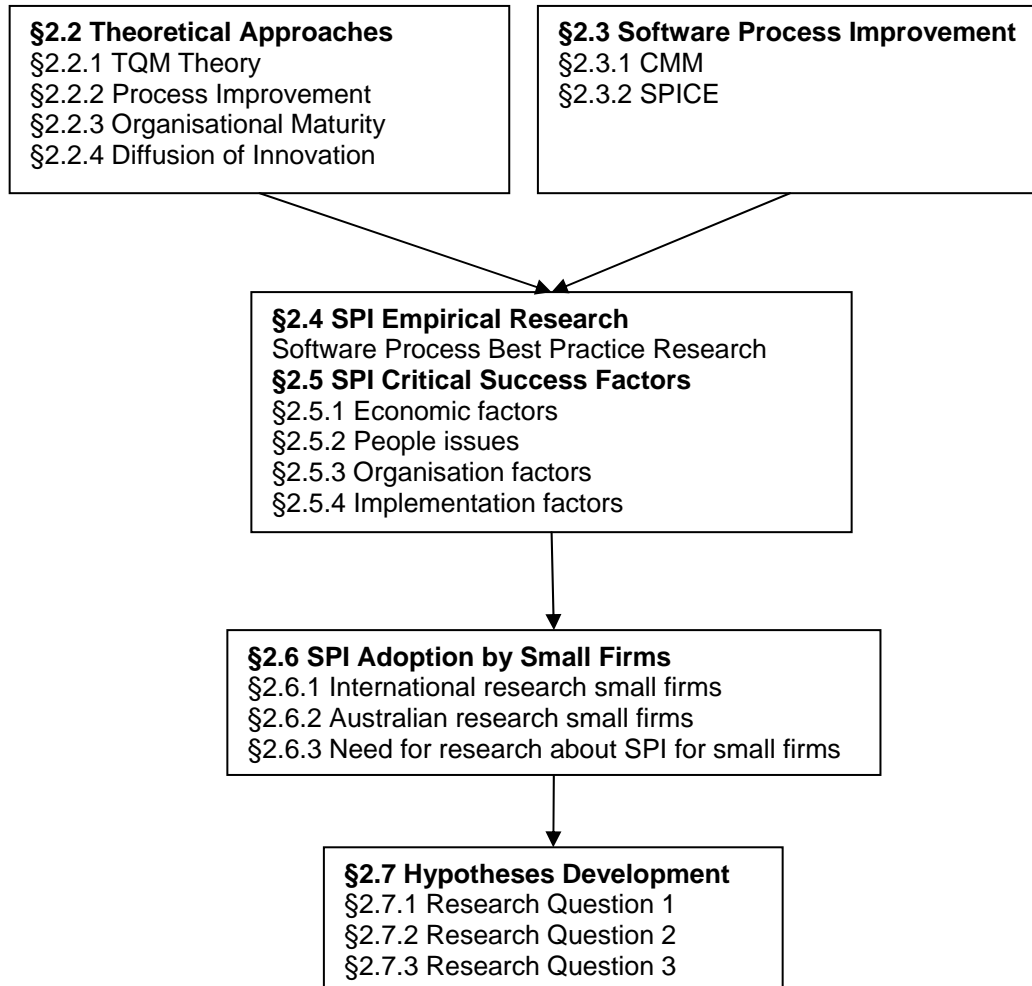 §2.2 Theoretical Approaches
§2.2.1 TQM Theory
§2.2.2 Process Improvement
§2.2.3 Organisational Maturity
§2.2.4 Diffusion of Innovation
§2.3 Software Process Improvement
§2.3.1 CMM
§2.3.2 SPICE
§2.4 SPI Empirical Research
Software Process Best Practice Research
§2.5 SPI Critical Success Factors
§2.5.1 Economic factors
§2.5.2 People issues
§2.5.3 Organisation factors
§2.5.4 Implementation factors
§2.6 SPI Adoption by Small Firms
§2.6.1 International research small firms
§2.6.2 Australian research small firms
§2.6.3 Need for research about SPI for small firms
§2.7 Hypotheses Development
§2.7.1 Research Question 1
§2.7.2 Research Question 2
§2.7.3 Research Question 3